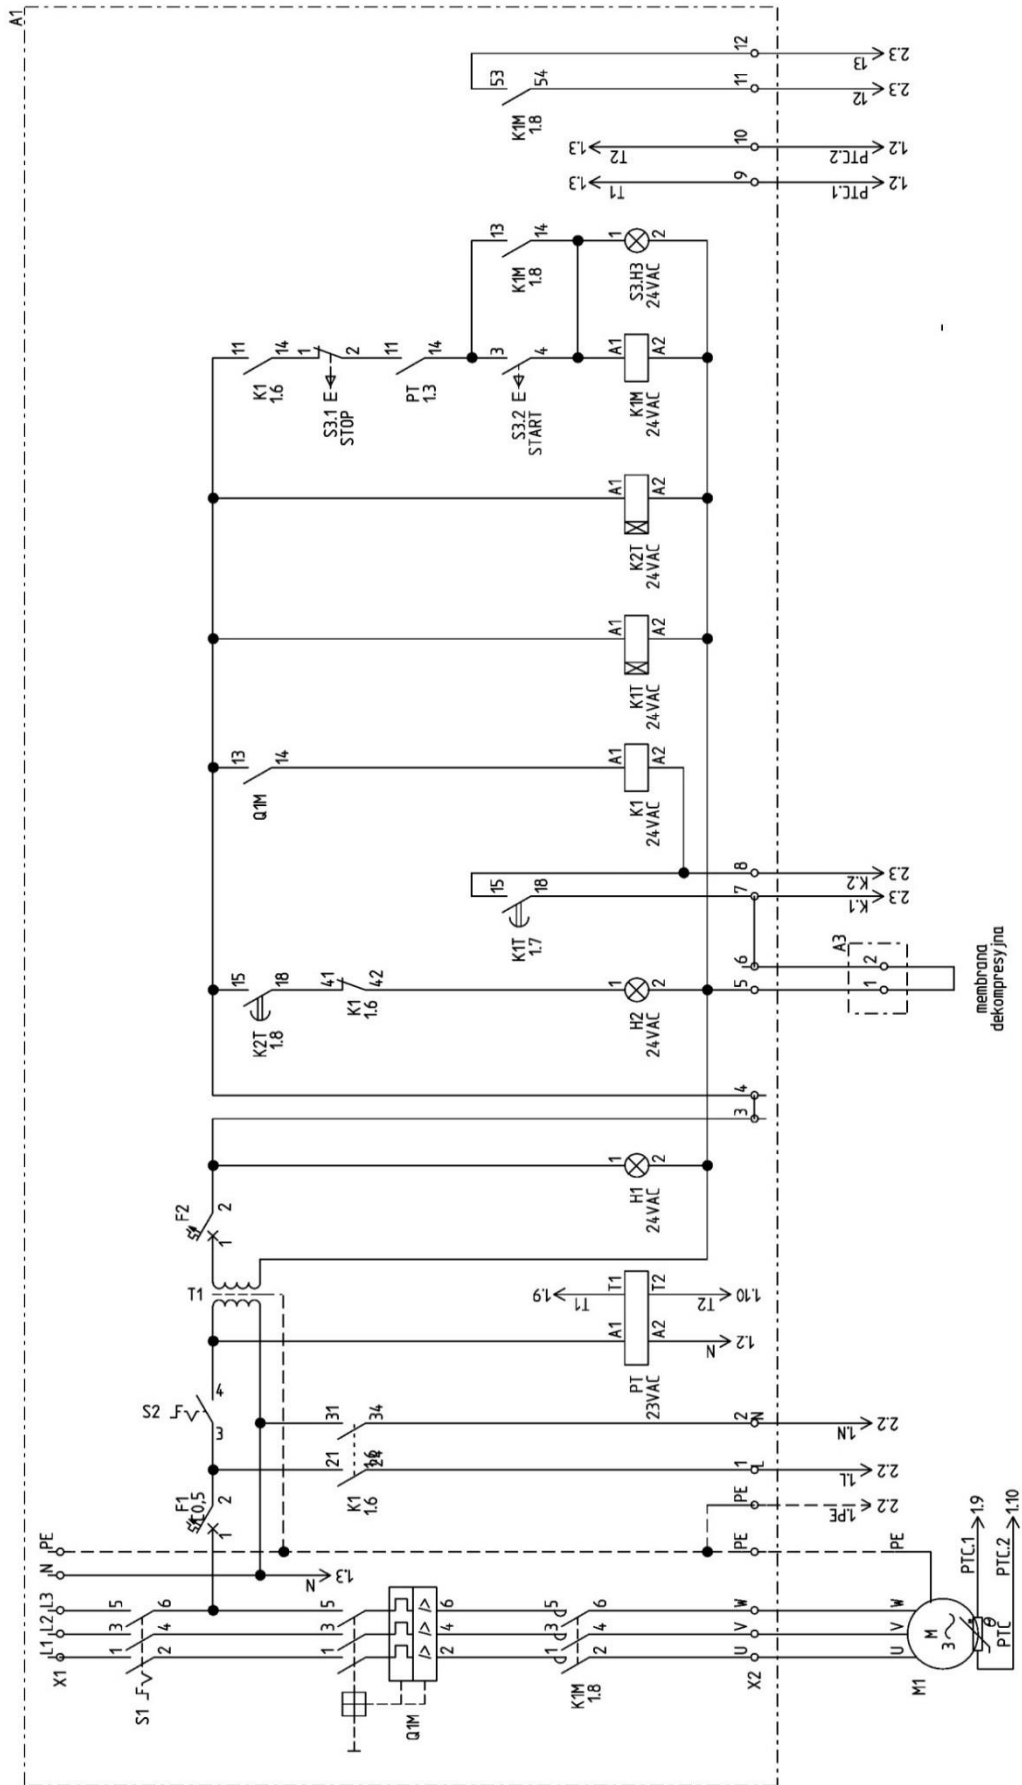 A1
X1
L1 L2 L3 N PE
S1
1 3 5
2 4 6
Q1M
1 3 5
2 4 6
K1M
1.8
1 3 5
2 4 6
X2
U V W PE PE
U V W PE
M1
M
3~
PTC
θ
PTC.1
1.9
PTC.2
1.10
N
1.3
F1
1 2
S2
3 4
K1
1.6
21
31 34
1 2
L N
1.PE
2.2
1.L
2.2
1.N
2.2
T1
PT
23VAC
A1 T1
A2 T2
T1
1.9
T2
1.10
N
1.2
F2
1 2
H1
24VAC
1
2
3 4
K2T
1.8
15
18
K1
1.6
41
42
H2
24VAC
1
2
5 6
A3
1 2
membrana
dekompresyjna
K1T
1.7
15
18
7 8
K.1
2.3
K.2
2.3
Q1M
13
14
K1
24VAC
A1
A2
K1T
24VAC
A1
A2
K2T
24VAC
A1
A2
K1
1.6
11
14
S3.1
STOP
E
1
2
PT
1.3
11
14
S3.2
START
E
3
4
K1M
24VAC
A1
A2
K1M
1.8
13
14
S3.H3
24VAC
1
2
T1
1.3
T2
1.3
9 10
PTC.1
1.2
PTC.2
1.2
K1M
1.8
53
54
11 12
12
2.3
13
2.3